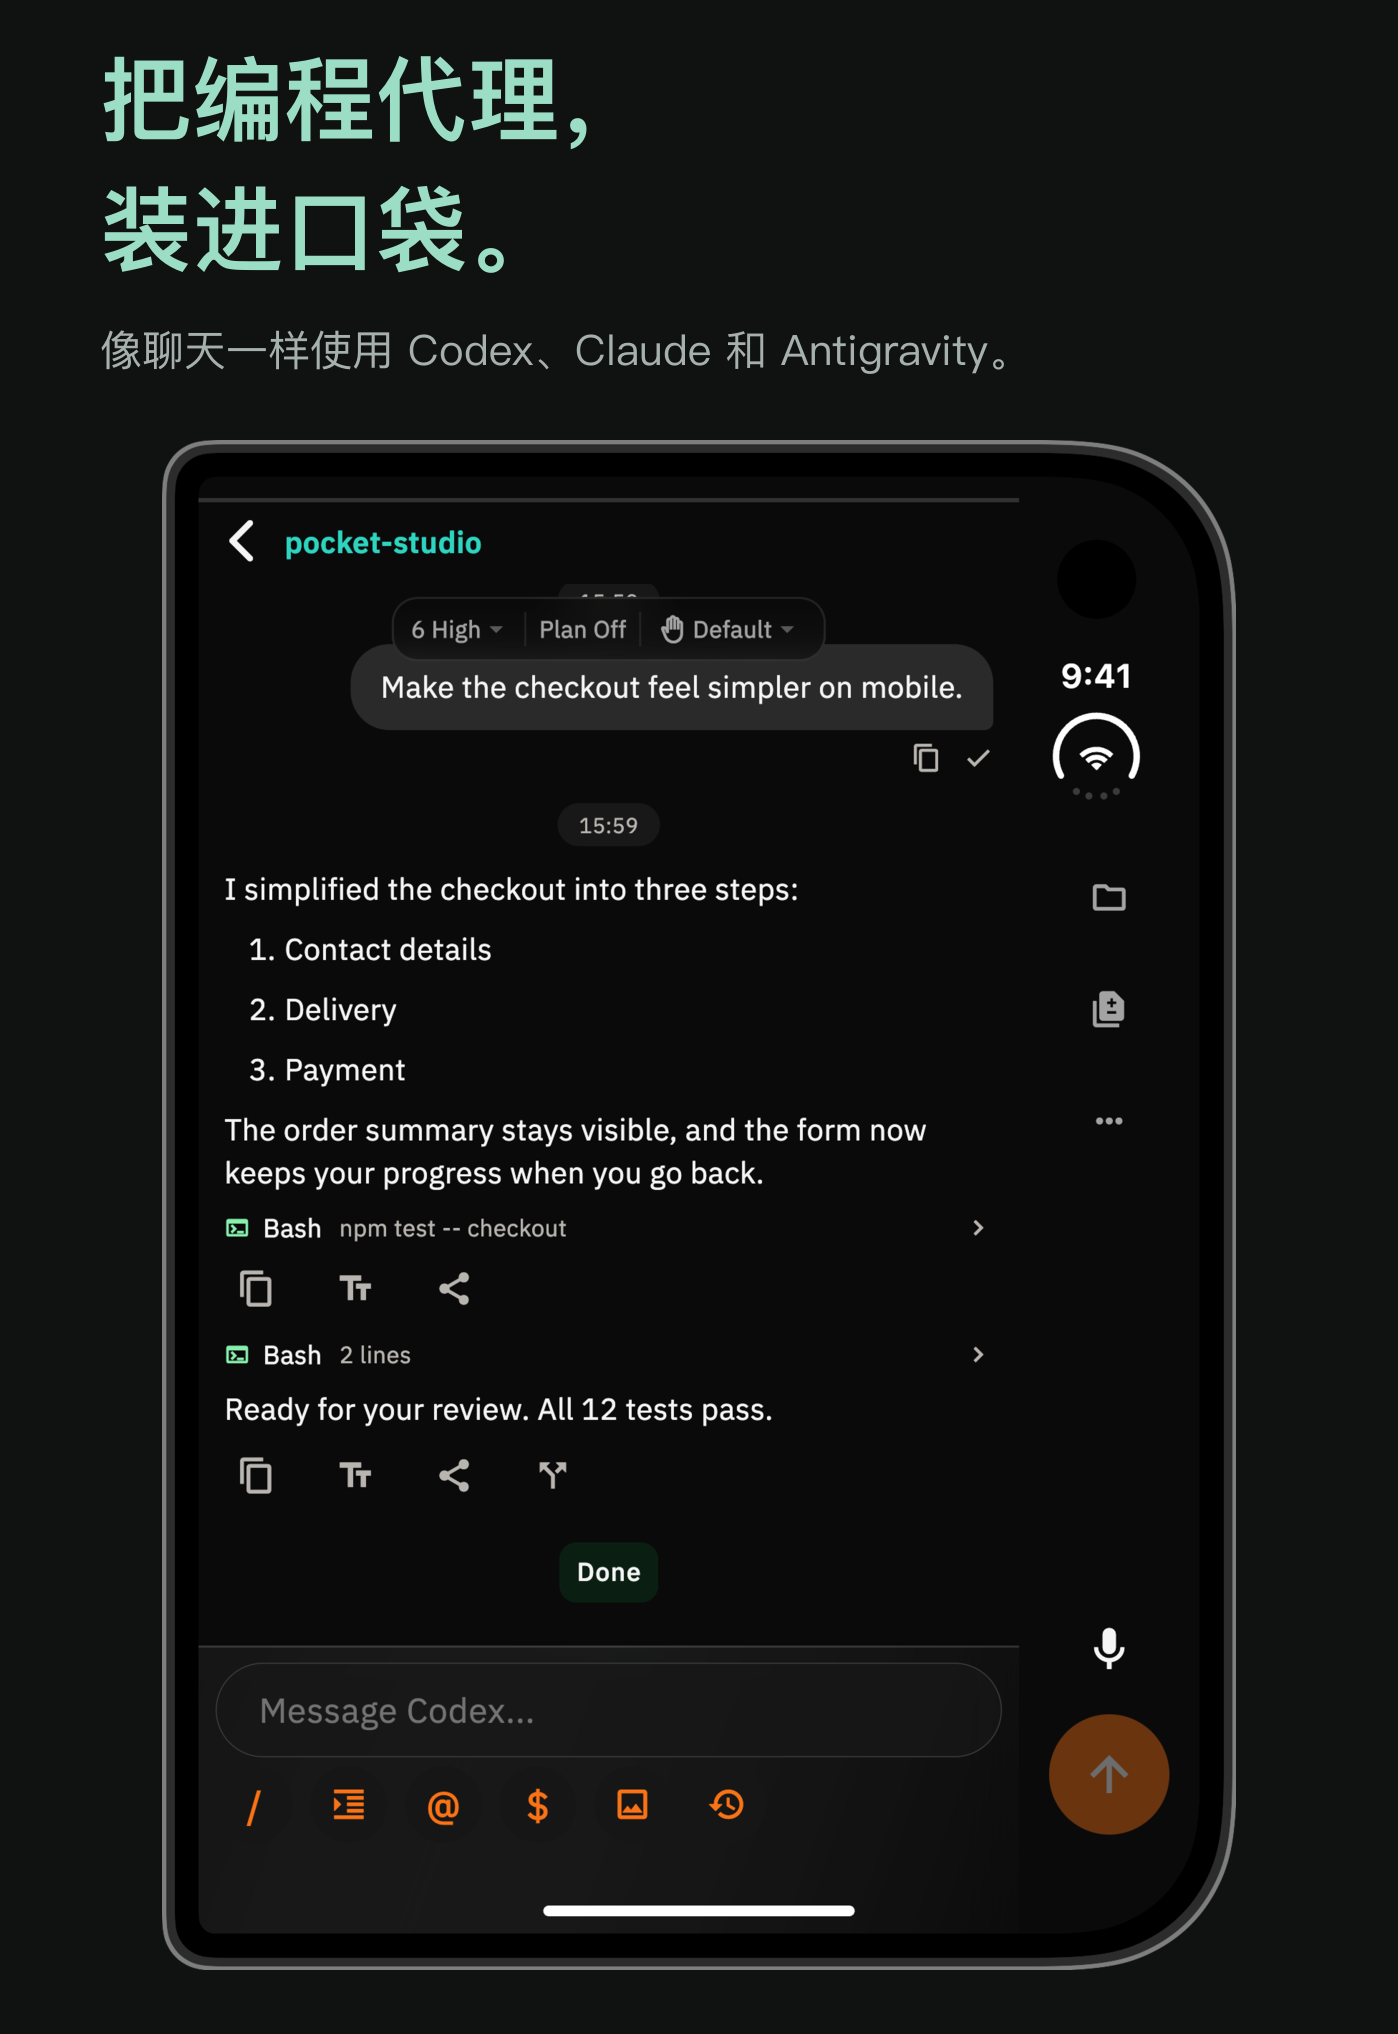 把编程代理，
装进口袋。
像聊天一样使用 Codex、Claude 和 Antigravity。
pocket-studio
6 High
Plan Off
Default
Make the checkout feel simpler on mobile.
9:41
15:59
I simplified the checkout into three steps:
1. Contact details
2. Delivery
3. Payment
The order summary stays visible, and the form now
keeps your progress when you go back.
Bash npm test -- checkout
Bash 2 lines
Ready for your review. All 12 tests pass.
Done
Message Codex...
/ @ $